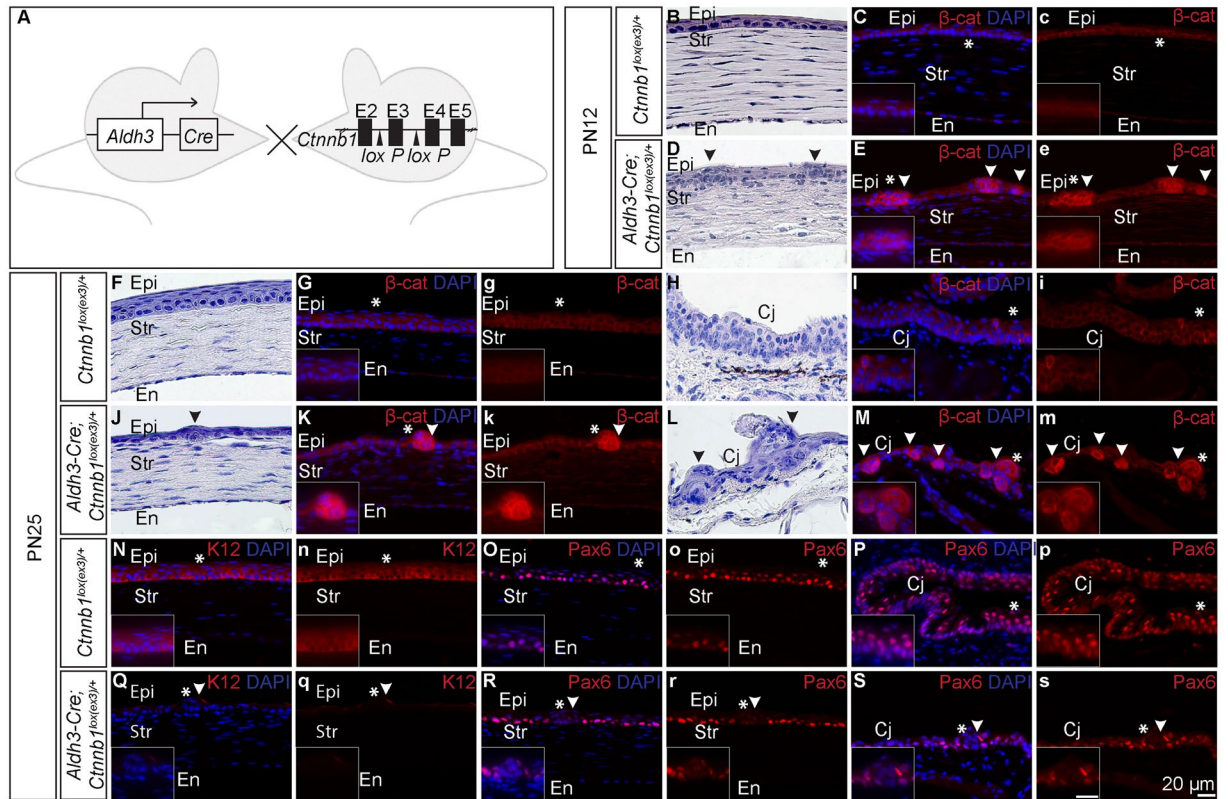 A
Aldh3
Cre
Ctnnb1
E2 E3 E4 E5
lox P lox P
PN12
Ctnnb1lox(ex3)/+
B
Epi
Str
En
C
Epi
β-cat DAPI
*
Str
En
c
Epi
β-cat
*
Str
En
Aldh3-Cre;
Ctnnb1lox(ex3)/+
D
Epi
Str
En
E
β-cat DAPI
Epi *
Str
En
e
β-cat
Epi *
Str
En
PN25
Ctnnb1lox(ex3)/+
F
Epi
Str
En
G
β-cat DAPI
Epi
*
Str
En
g
β-cat
Epi
*
Str
En
H
Cj
I
β-cat DAPI
*
Cj
i
β-cat
*
Cj
Aldh3-Cre;
Ctnnb1lox(ex3)/+
J
Epi
Str
En
K
β-cat DAPI
*
Epi
Str
En
k
β-cat
*
Epi
Str
En
L
Cj
M
β-cat DAPI
Cj
*
m
β-cat
Cj
*
Ctnnb1lox(ex3)/+
N
K12 DAPI
Epi
*
Str
En
n
K12
Epi
*
Str
En
O
Pax6 DAPI
Epi
*
Str
En
o
Pax6
Epi
*
Str
En
P
Pax6 DAPI
Cj
*
p
Pax6
Cj
*
Aldh3-Cre;
Ctnnb1lox(ex3)/+
Q
K12 DAPI
Epi
*
Str
En
q
K12
Epi
*
Str
En
R
Pax6 DAPI
Epi
*
Str
En
r
Pax6
Epi
*
Str
En
S
Pax6 DAPI
Cj
*
s
Pax6
Cj
*
20 µm